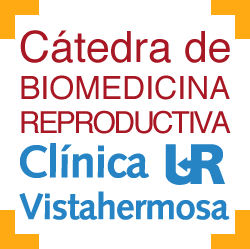 Cátedra de
BIOMEDICINA
REPRODUCTIVA
Clínica UR
Vistahermosa